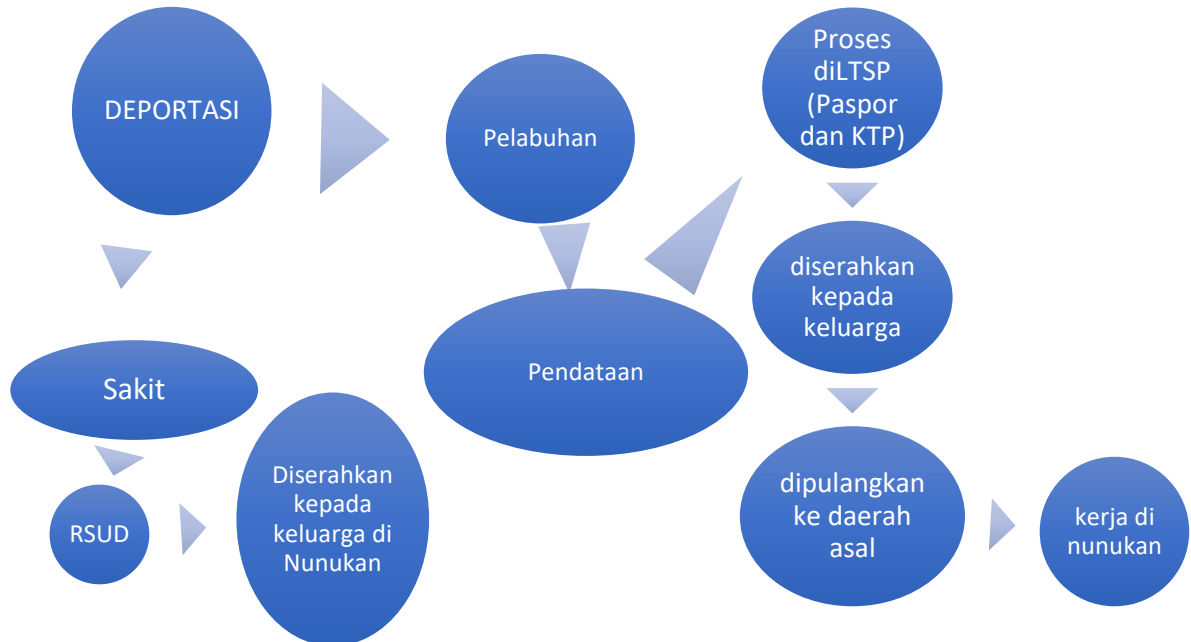 DEPORTASI
Pelabuhan
Pendataan
Proses
diLTSP
(Paspor
dan KTP)
diserahkan
kepada
keluarga
dipulangkan
ke daerah
asal
kerja di
nunukan
Sakit
RSUD
Diserahkan
kepada
keluarga di
Nunukan